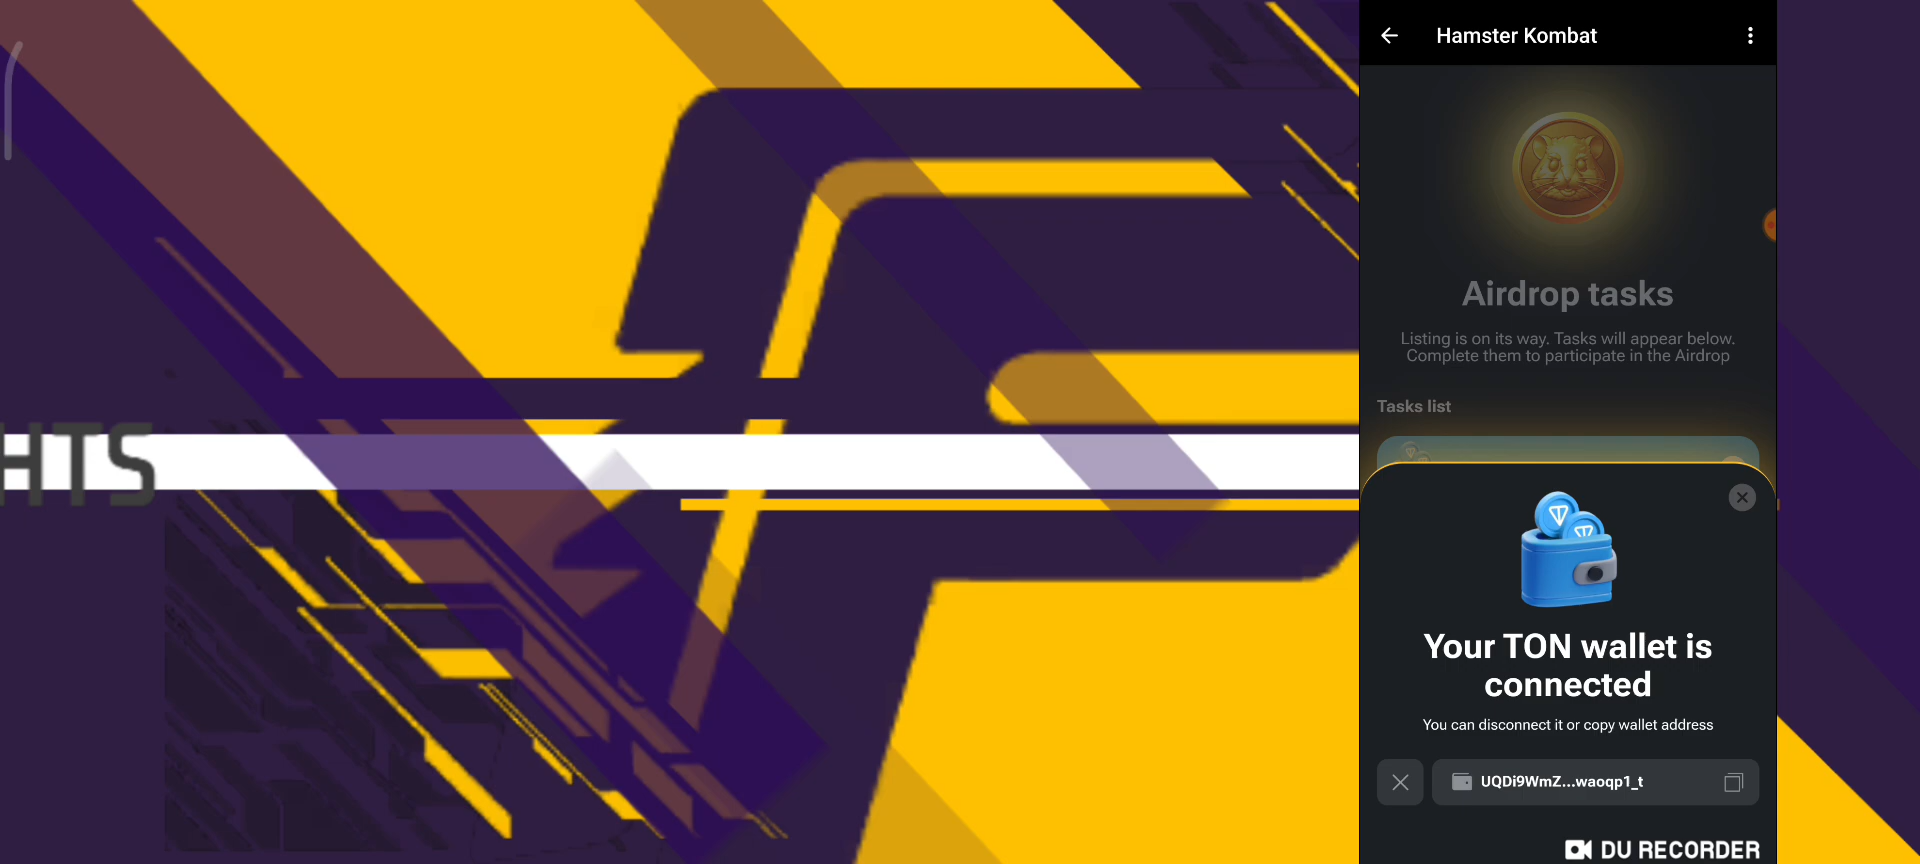 HTS
Hamster Kombat
Airdrop tasks
Listing is on its way. Tasks will appear below.
Complete them to participate in the Airdrop
Tasks list
Your TON wallet is
connected
You can disconnect it or copy wallet address
UQDi9WmZ...waoqp1_t
DU RECORDER